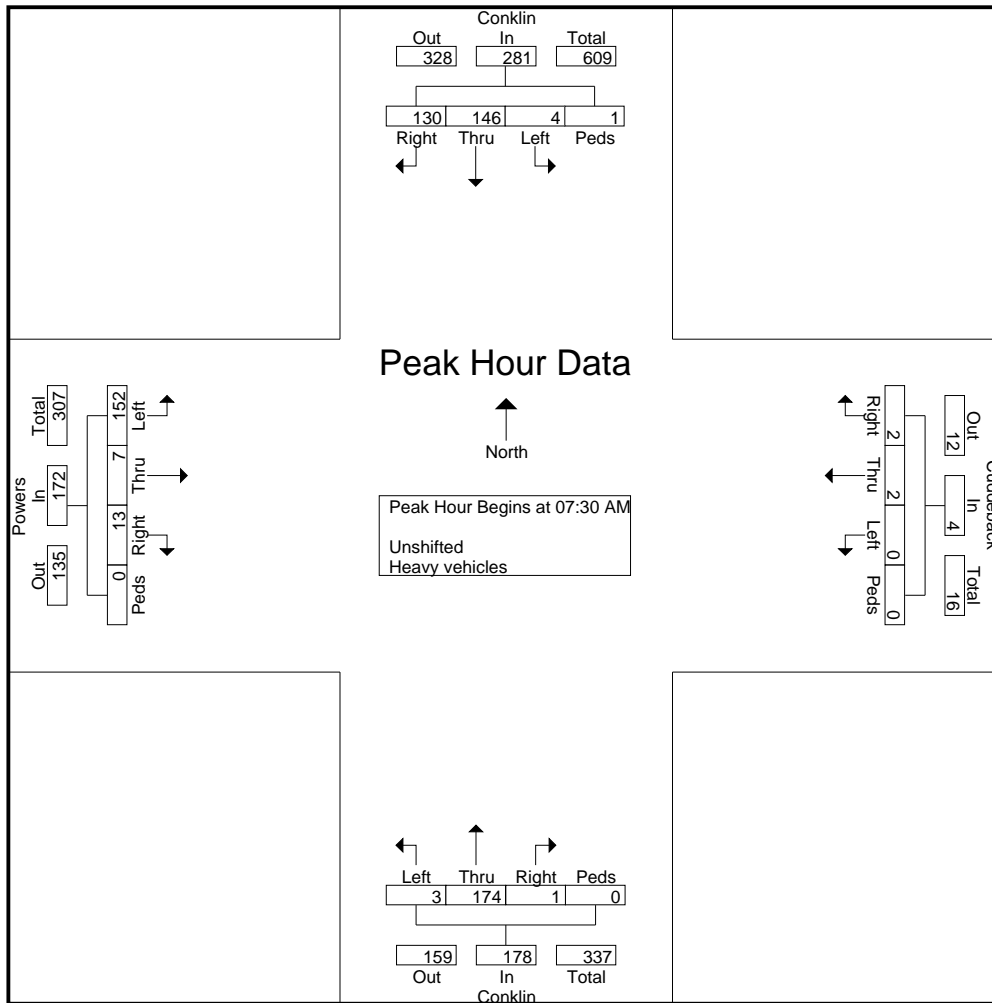 Conklin
Out In Total
328 281 609
130 146 4 1
Right Thru Left Peds
Peak Hour Data
North
Peak Hour Begins at 07:30 AM
Unshifted
Heavy vehicles
Powers
Out In Total
135 172 307
Left Thru Right Peds
152 7 13 0
Right Thru Left Peds
2 2 0 0
Out In Total
12 4 16
Left Thru Right Peds
3 174 1 0
159 178 337
Out In Total
Conklin